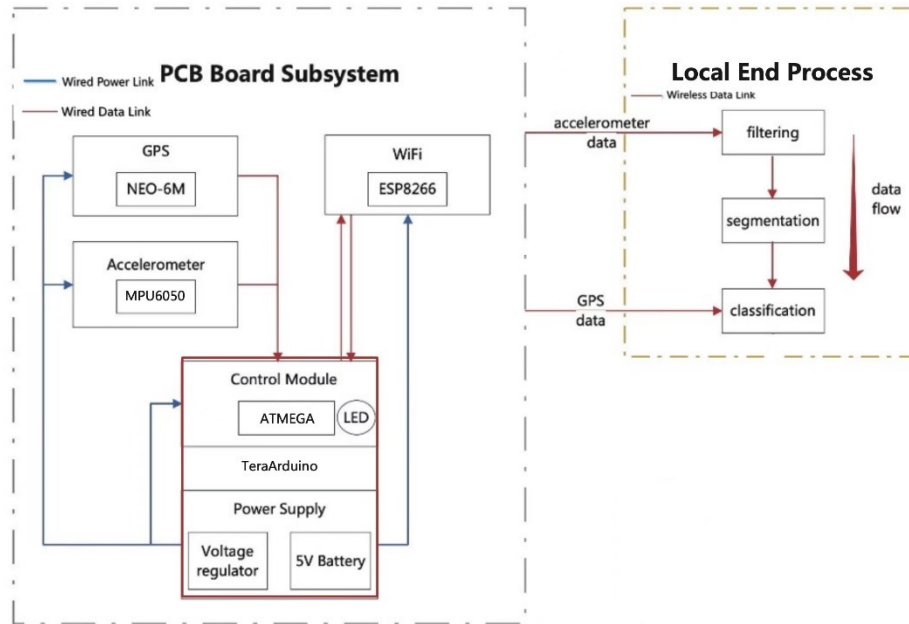 PCB Board Subsystem
Wired Power Link
Wired Data Link
GPS
NEO-6M
WiFi
ESP8266
Accelerometer
MPU6050
Control Module
ATMEGA
LED
TeraArduino
Power Supply
Voltage
regulator
5V Battery
accelerometer
data
GPS
data
Local End Process
Wireless Data Link
filtering
segmentation
classification
data
flow